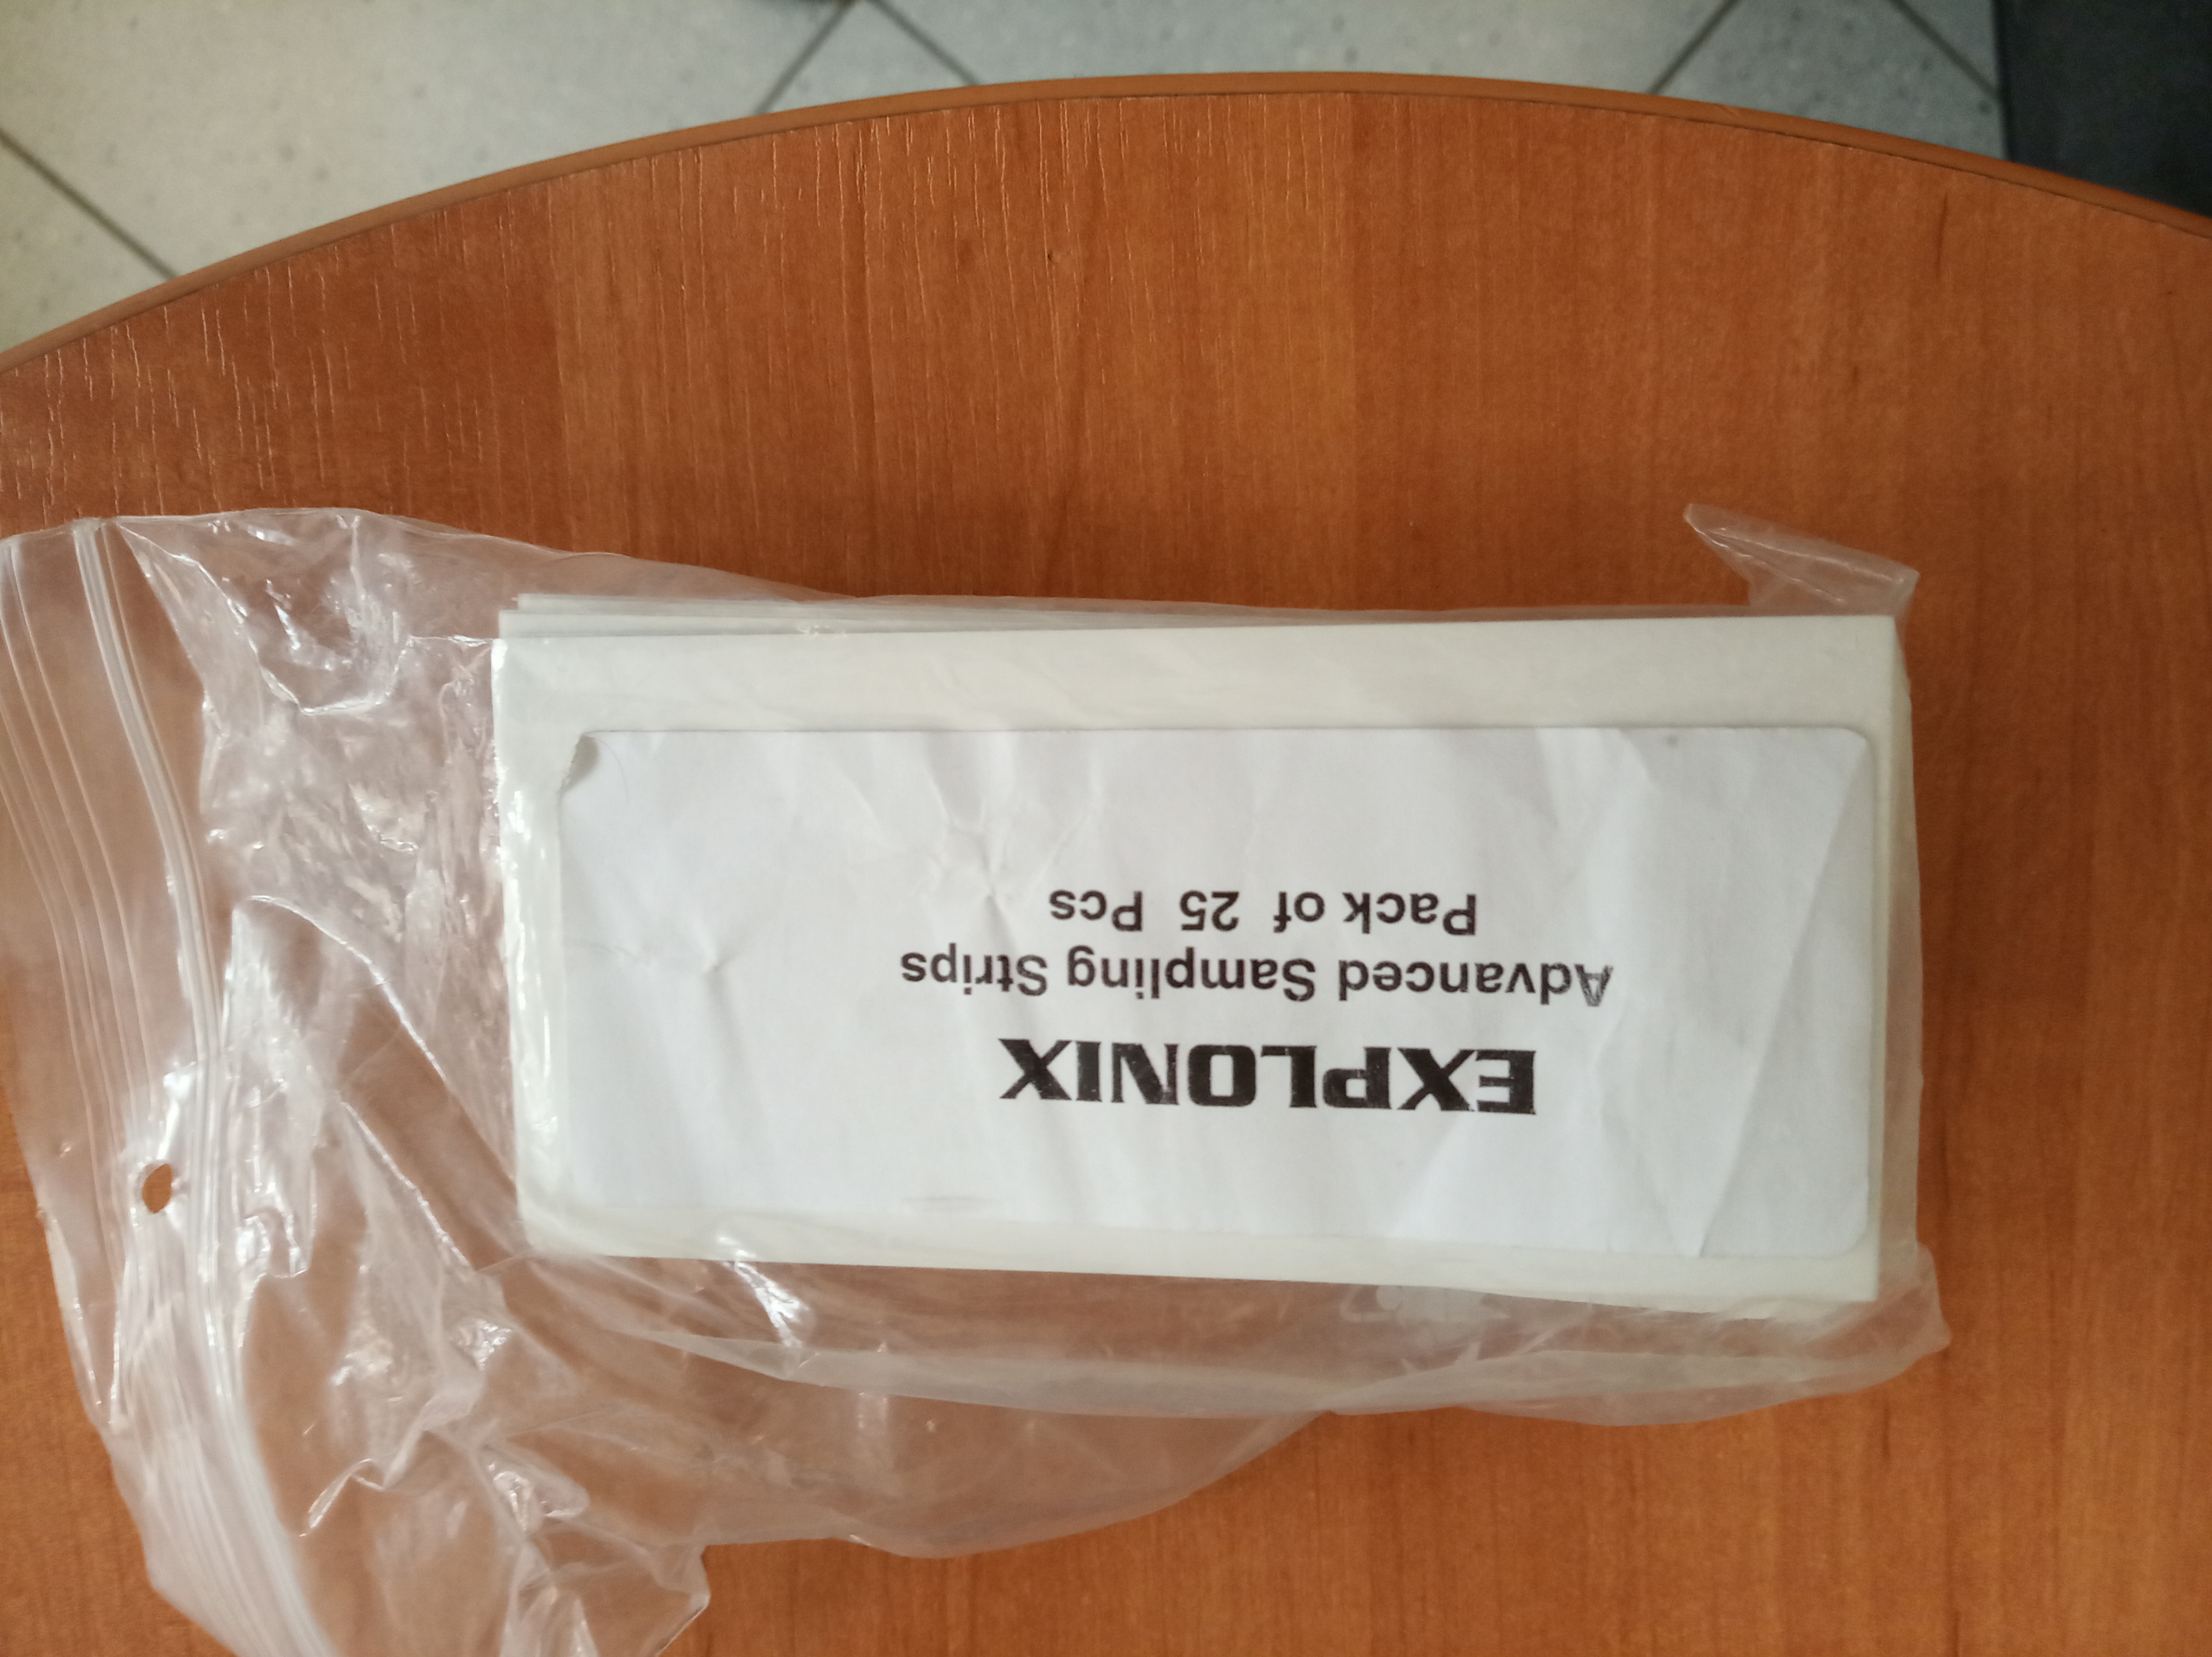 EXPLONIX
Advanced Sampling Strips
Pack of 25 Pcs